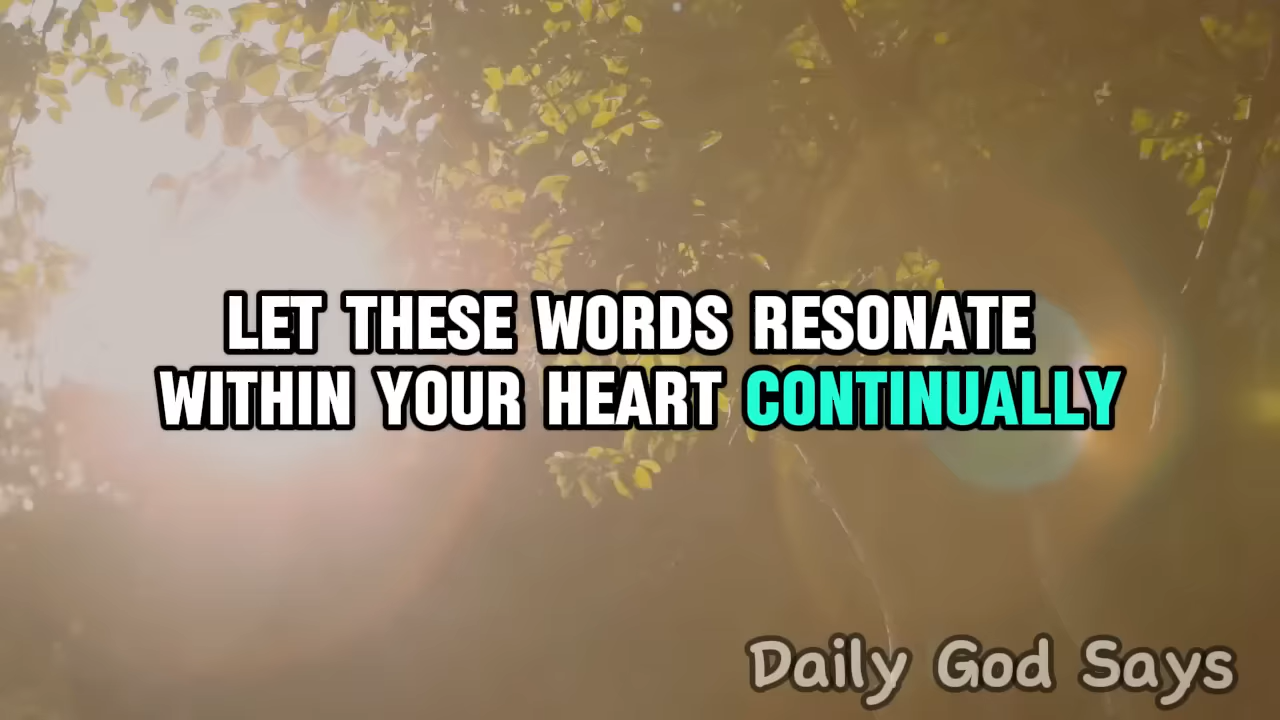 LET THESE WORDS RESONATE
WITHIN YOUR HEART CONTINUALLY
Daily God Says